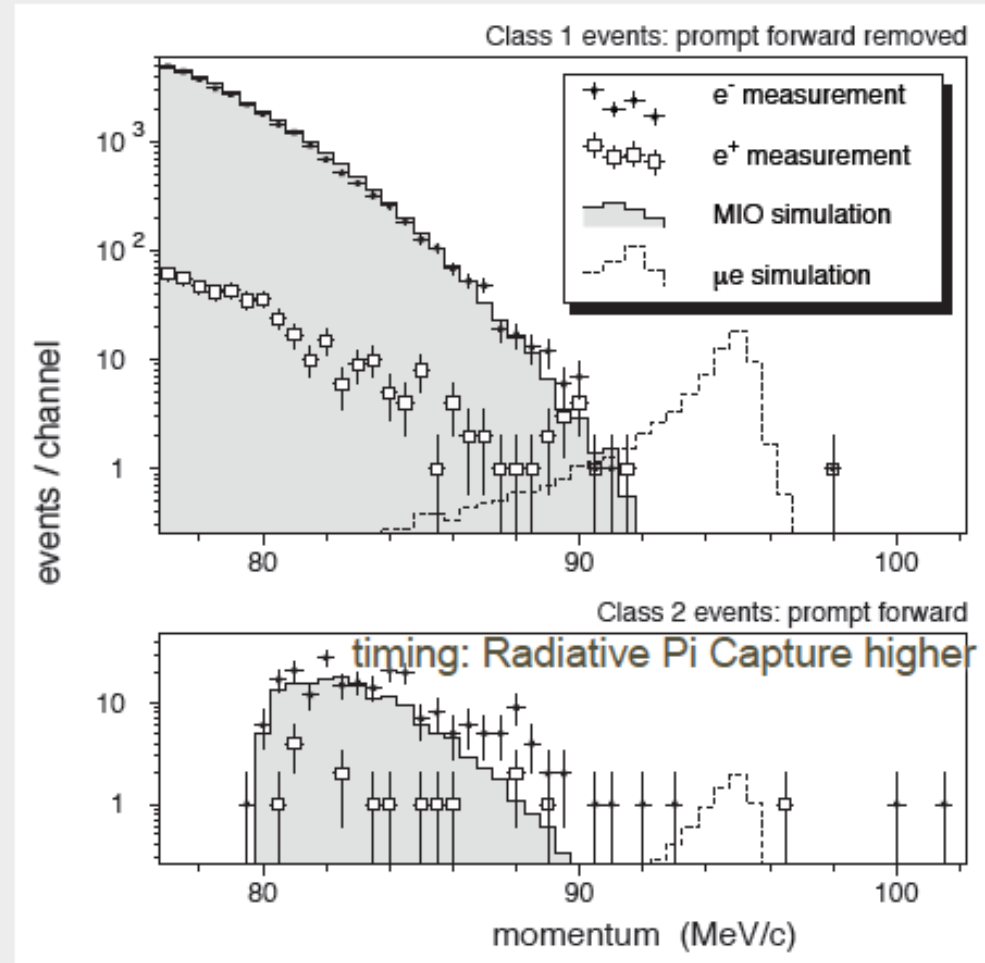 Class 1 events: prompt forward removed
e⁻ measurement
e⁺ measurement
MIO simulation
μe simulation
10³
10²
10
1
80 90 100
events / channel
Class 2 events: prompt forward
timing: Radiative Pi Capture higher
10
1
80 90 100
momentum (MeV/c)